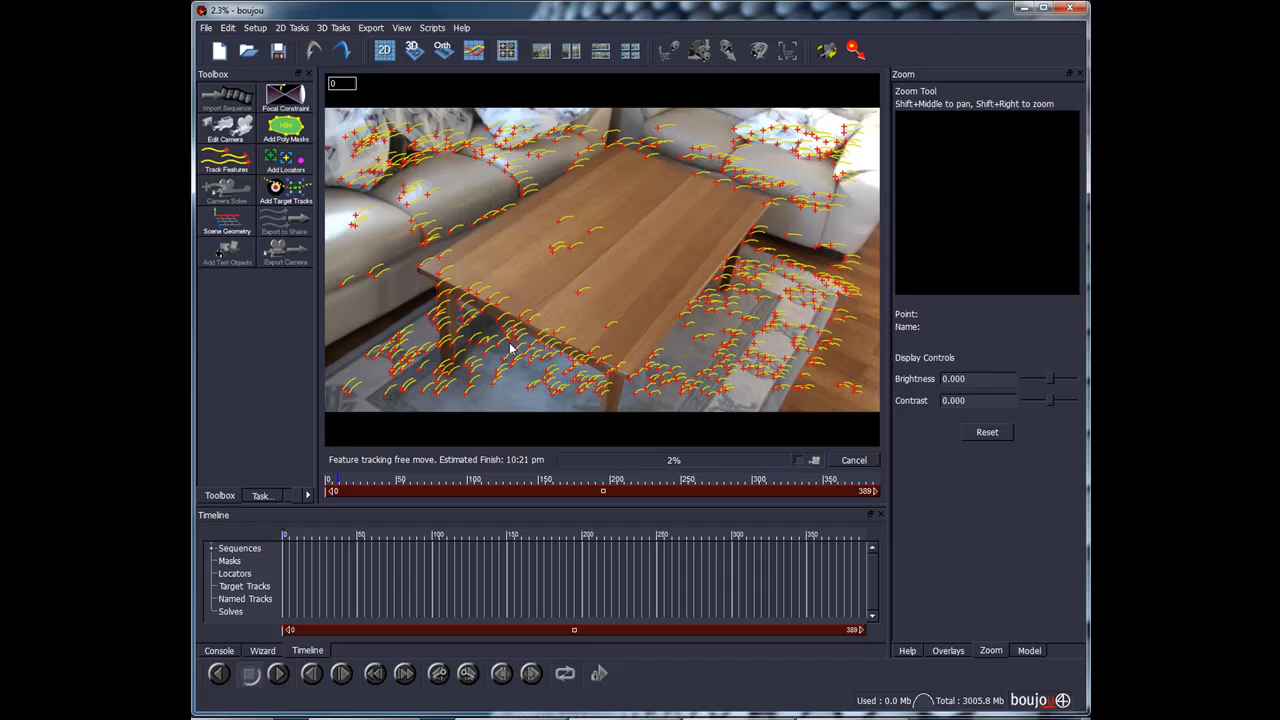 2.3% - boujou
File Edit Setup 2D Tasks 3D Tasks Export View Scripts Help
2D 3D Orth
Toolbox
Import Sequence Focal Constraint
Edit Camera Add Poly Masks
Track Features Add Locators
Camera Solve Add Target Tracks
Scene Geometry Export to Shake
Add Test Objects Export Camera
0
Zoom
Zoom Tool
Shift+Middle to pan, Shift+Right to zoom
Point:
Name:
Display Controls
Brightness 0.000
Contrast 0.000
Reset
Feature tracking free move. Estimated Finish: 10:21 pm 2% Cancel
0 50 100 150 200 250 300 350
0 389
Toolbox Task...
Timeline
0 50 100 150 200 250 300 350
Sequences
Masks
Locators
Target Tracks
Named Tracks
Solves
0 389
Console Wizard Timeline
Help Overlays Zoom Model
Used : 0.0 Mb Total : 3005.8 Mb boujou 4